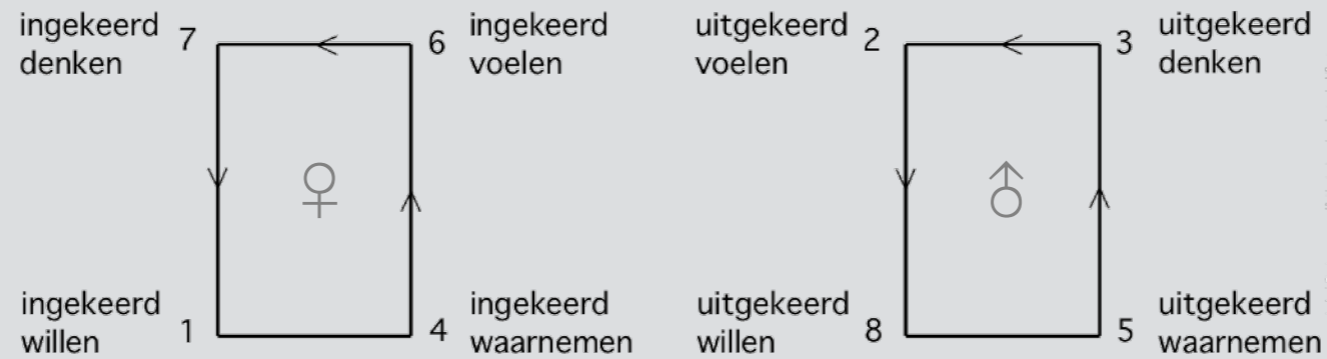 ingekeerd
denken
7
6
ingekeerd
voelen
uitgekeerd
voelen
2
3
uitgekeerd
denken
♀
♂
ingekeerd
willen
1
4
ingekeerd
waarnemen
uitgekeerd
willen
8
5
uitgekeerd
waarnemen